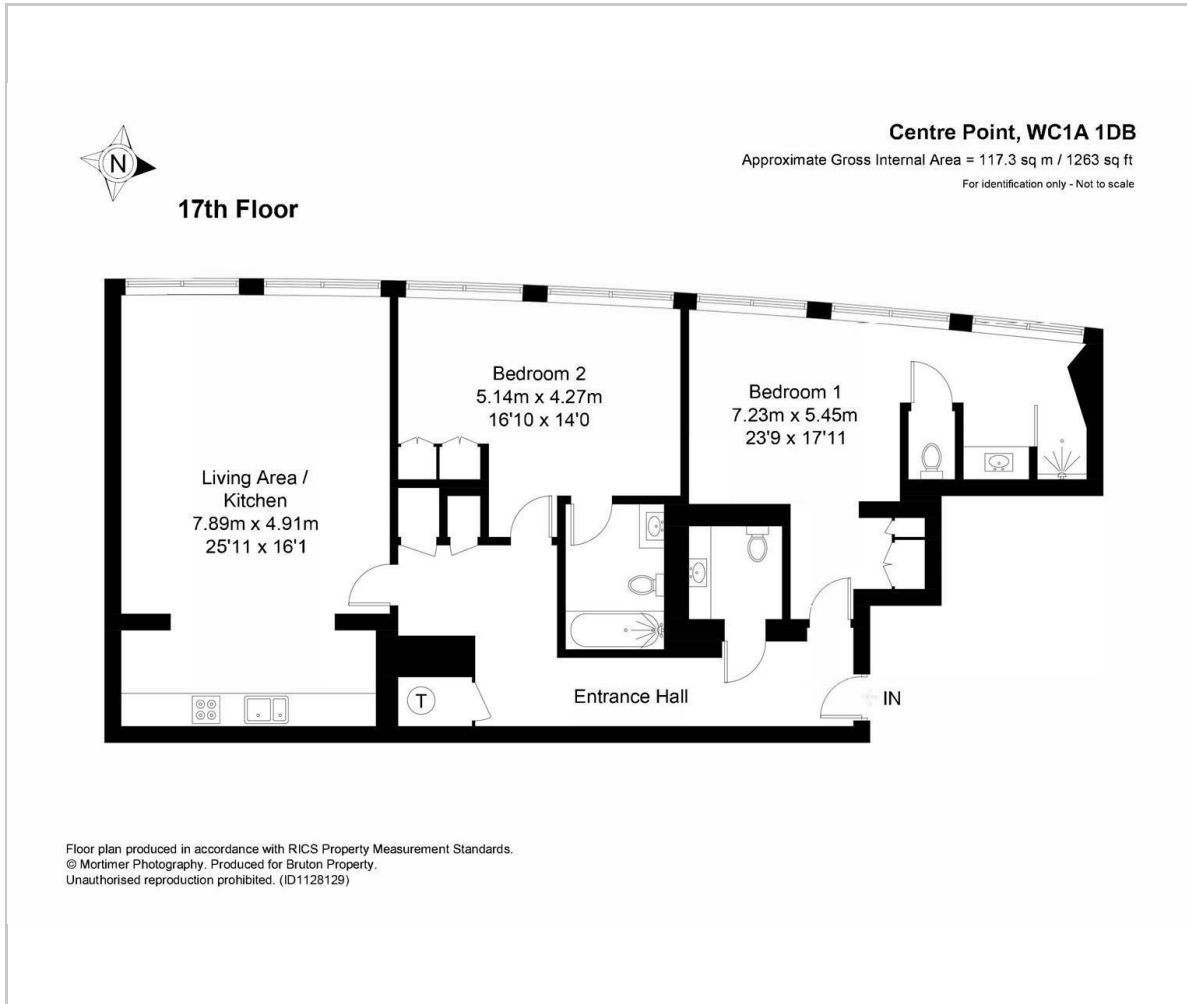 Centre Point, WC1A 1DB
Approximate Gross Internal Area = 117.3 sq m / 1263 sq ft
For identification only - Not to scale
N
17th Floor
Bedroom 2
5.14m x 4.27m
16'10 x 14'0
Bedroom 1
7.23m x 5.45m
23'9 x 17'11
Living Area /
Kitchen
7.89m x 4.91m
25'11 x 16'1
T
Entrance Hall
IN
Floor plan produced in accordance with RICS Property Measurement Standards.
© Mortimer Photography. Produced for Bruton Property.
Unauthorised reproduction prohibited. (ID1128129)